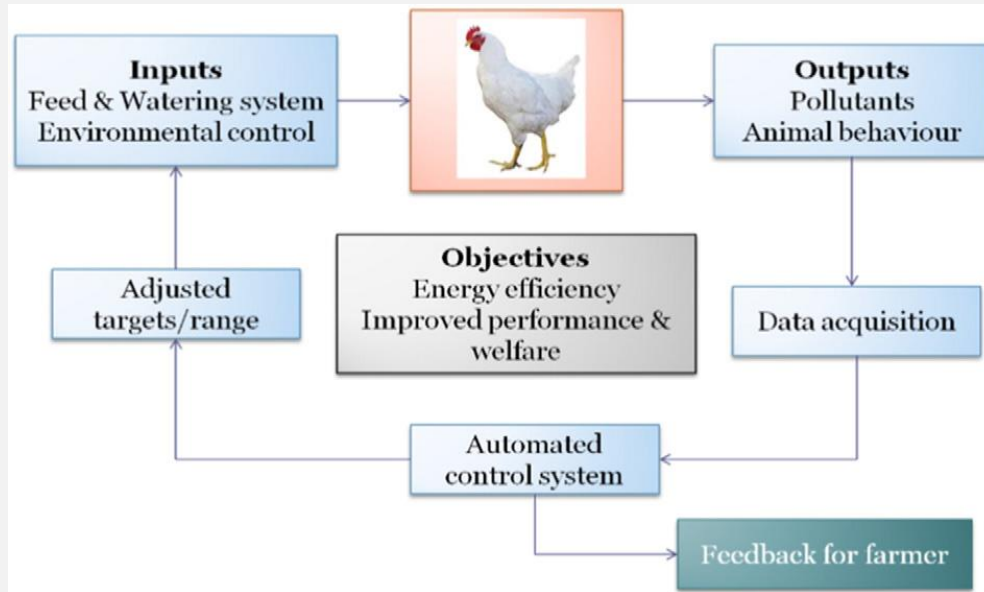 Inputs
Feed & Watering system
Environmental control
Outputs
Pollutants
Animal behaviour
Objectives
Energy efficiency
Improved performance &
welfare
Adjusted
targets/range
Data acquisition
Automated
control system
Feedback for farmer